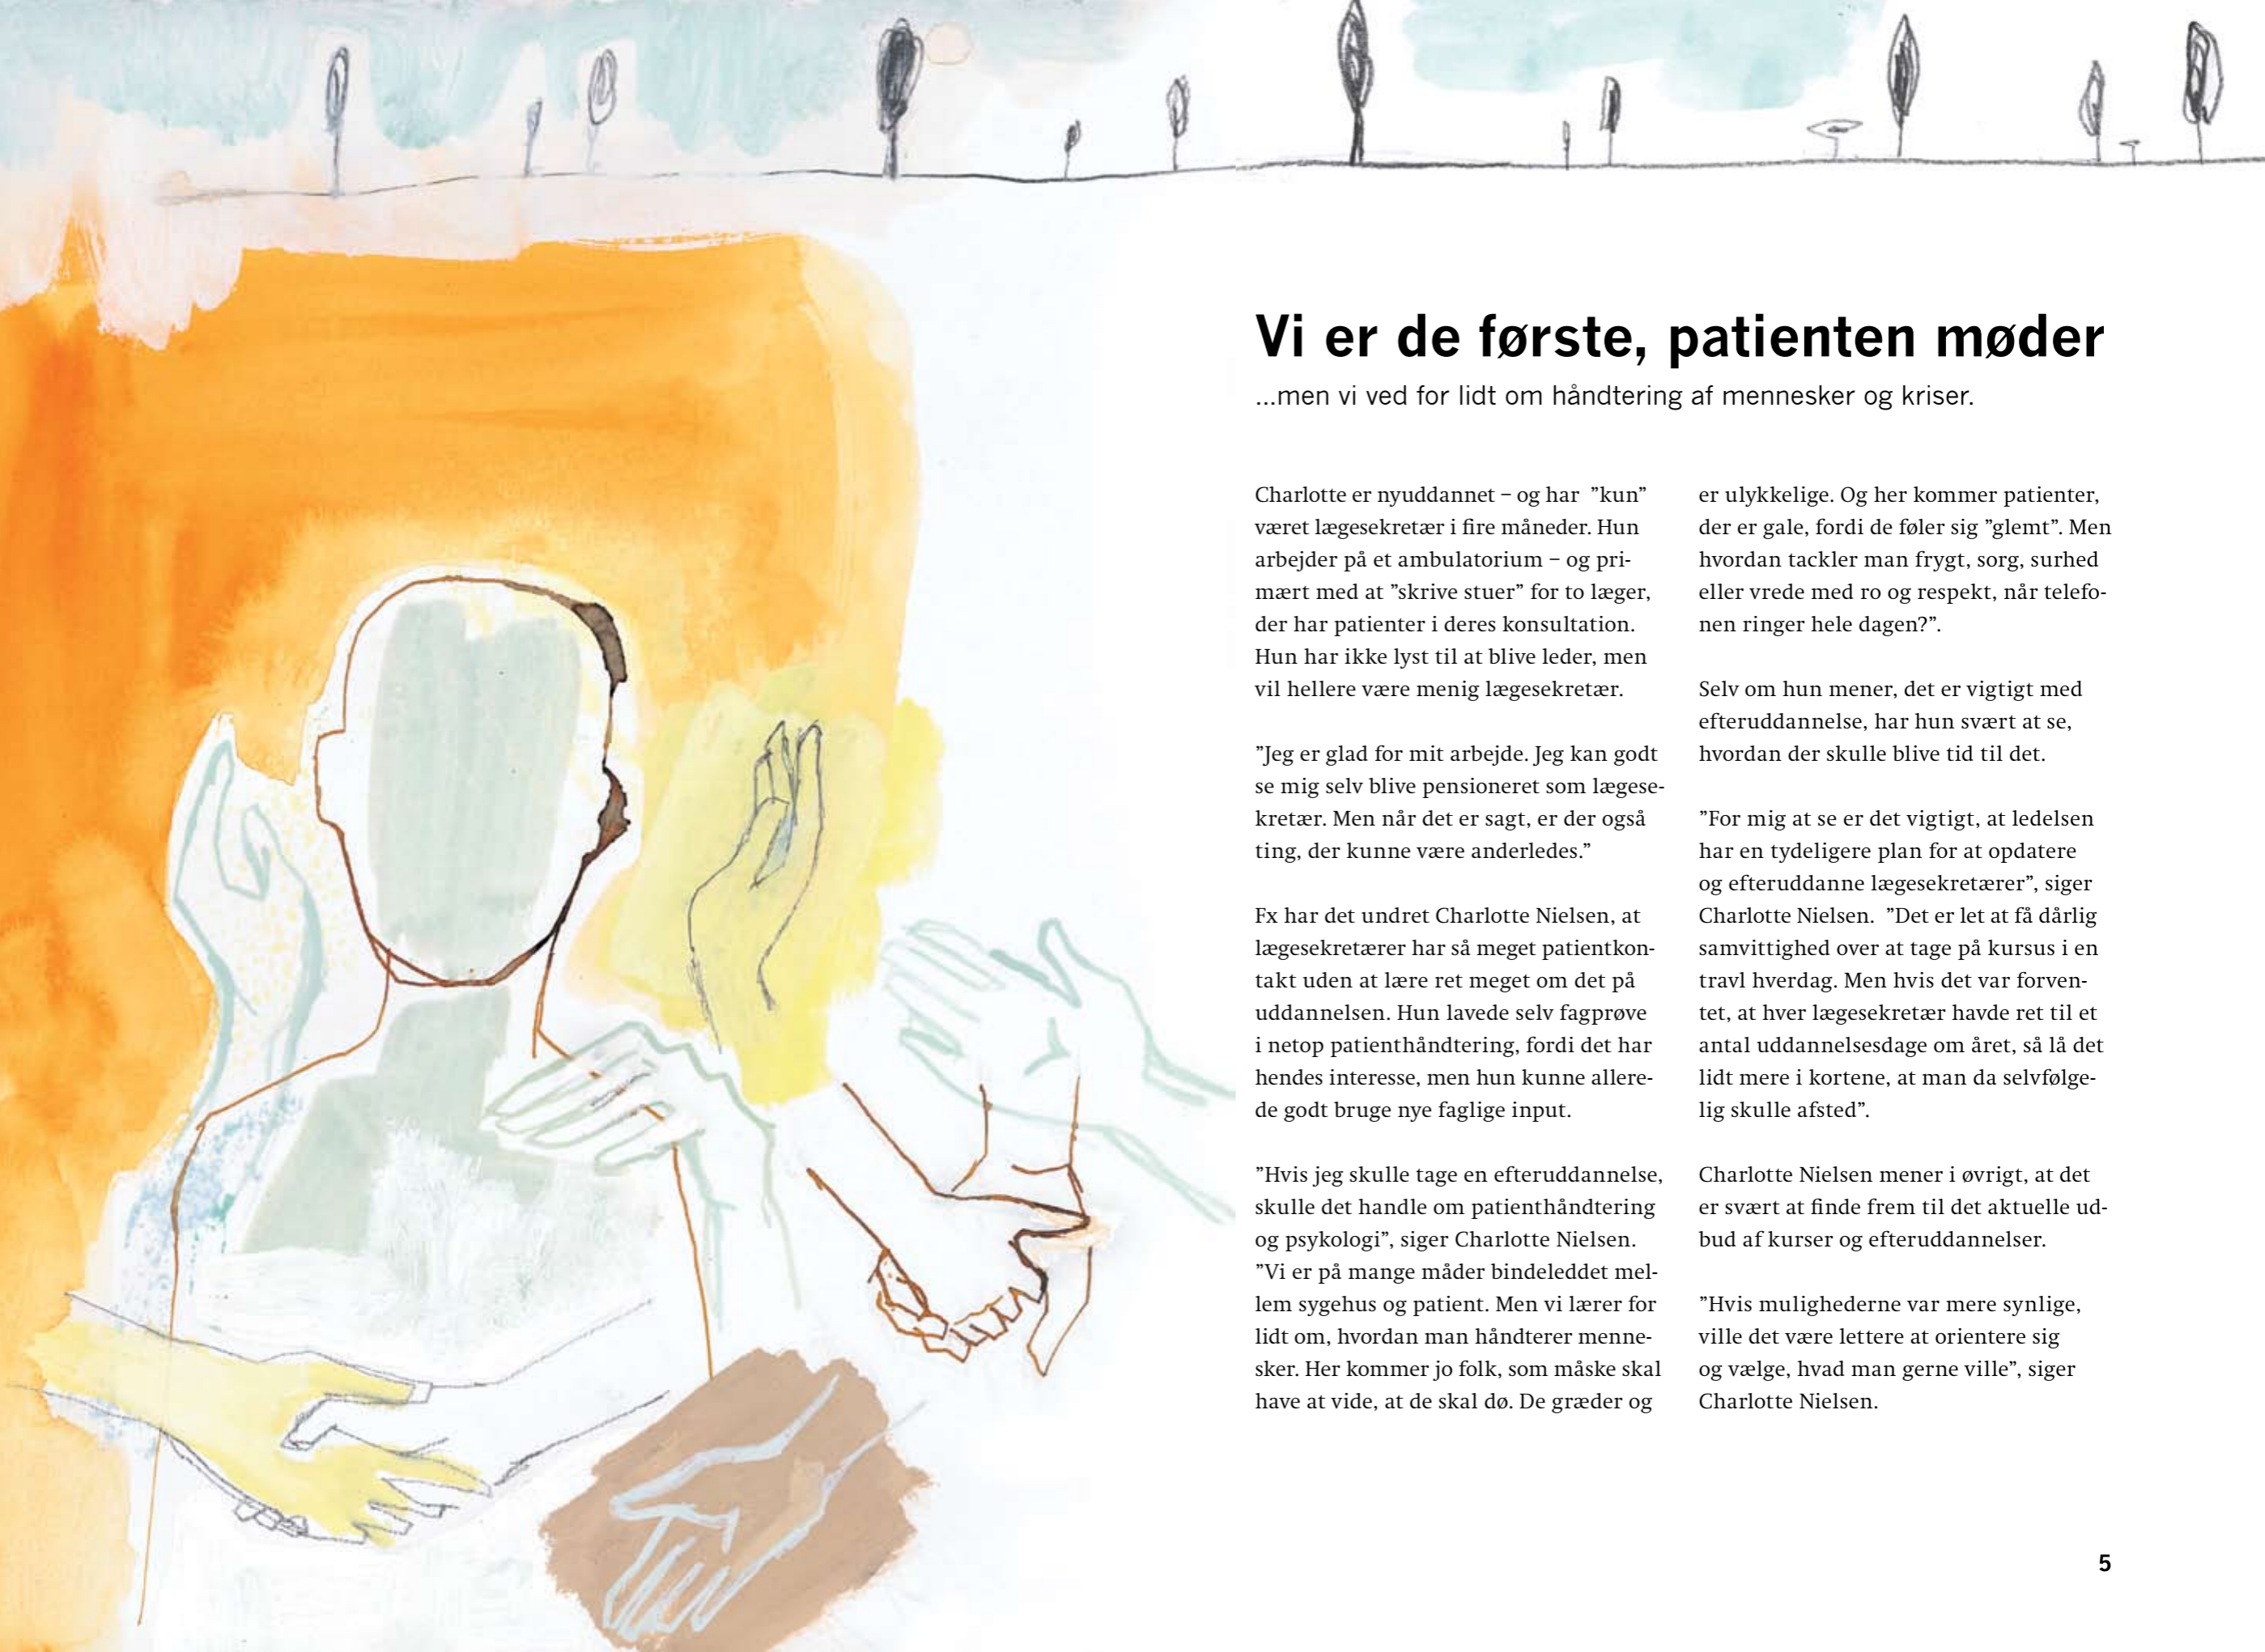 Vi er de første, patienten møder
...men vi ved for lidt om håndtering af mennesker og kriser.
Charlotte er nyuddannet – og har ”kun”
været lægesekretær i fire måneder. Hun
arbejder på et ambulatorium – og pri-
mært med at ”skrive stuer” for to læger,
der har patienter i deres konsultation.
Hun har ikke lyst til at blive leder, men
vil hellere være menig lægesekretær.
”Jeg er glad for mit arbejde. Jeg kan godt
se mig selv blive pensioneret som lægese-
kretær. Men når det er sagt, er der også
ting, der kunne være anderledes.”
Fx har det undret Charlotte Nielsen, at
lægesekretærer har så meget patientkon-
takt uden at lære ret meget om det på
uddannelsen. Hun lavede selv fagprøve
i netop patienthåndtering, fordi det har
hendes interesse, men hun kunne allere-
de godt bruge nye faglige input.
”Hvis jeg skulle tage en efteruddannelse,
skulle det handle om patienthåndtering
og psykologi”, siger Charlotte Nielsen.
”Vi er på mange måder bindeleddet mel-
lem sygehus og patient. Men vi lærer for
lidt om, hvordan man håndterer menne-
sker. Her kommer jo folk, som måske skal
have at vide, at de skal dø. De græder og
er ulykkelige. Og her kommer patienter,
der er gale, fordi de føler sig ”glemt”. Men
hvordan tackler man frygt, sorg, surhed
eller vrede med ro og respekt, når telefo-
nen ringer hele dagen?”.
Selv om hun mener, det er vigtigt med
efteruddannelse, har hun svært at se,
hvordan der skulle blive tid til det.
”For mig at se er det vigtigt, at ledelsen
har en tydeligere plan for at opdatere
og efteruddanne lægesekretærer”, siger
Charlotte Nielsen. ”Det er let at få dårlig
samvittighed over at tage på kursus i en
travl hverdag. Men hvis det var forven-
tet, at hver lægesekretær havde ret til et
antal uddannelsesdage om året, så lå det
lidt mere i kortene, at man da selvfølge-
lig skulle afsted”.
Charlotte Nielsen mener i øvrigt, at det
er svært at finde frem til det aktuelle ud-
bud af kurser og efteruddannelser.
”Hvis mulighederne var mere synlige,
ville det være lettere at orientere sig
og vælge, hvad man gerne ville”, siger
Charlotte Nielsen.
5